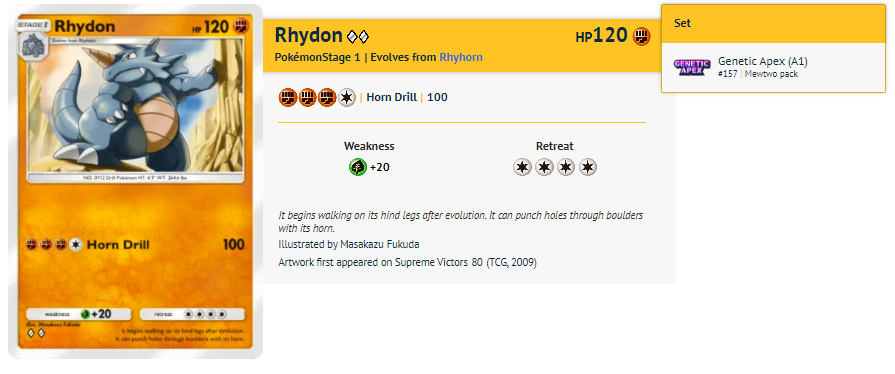 STAGE 1
Rhydon
HP 120
Evolves from Rhyhorn
NO. 0112 Drill Pokémon HT: 6'3" WT: 264.6 lbs
Horn Drill 100
weakness +20
retreat
Illus. Masakazu Fukuda
It begins walking on its hind legs after evolution.
It can punch holes through boulders with its horn.
Rhydon
HP120
PokémonStage 1 | Evolves from Rhyhorn
| Horn Drill | 100
Weakness
Retreat
+20
It begins walking on its hind legs after evolution. It can punch holes through boulders
with its horn.
Illustrated by Masakazu Fukuda
Artwork first appeared on Supreme Victors 80 (TCG, 2009)
Set
GENETIC
APEX
Genetic Apex (A1)
#157 | Mewtwo pack